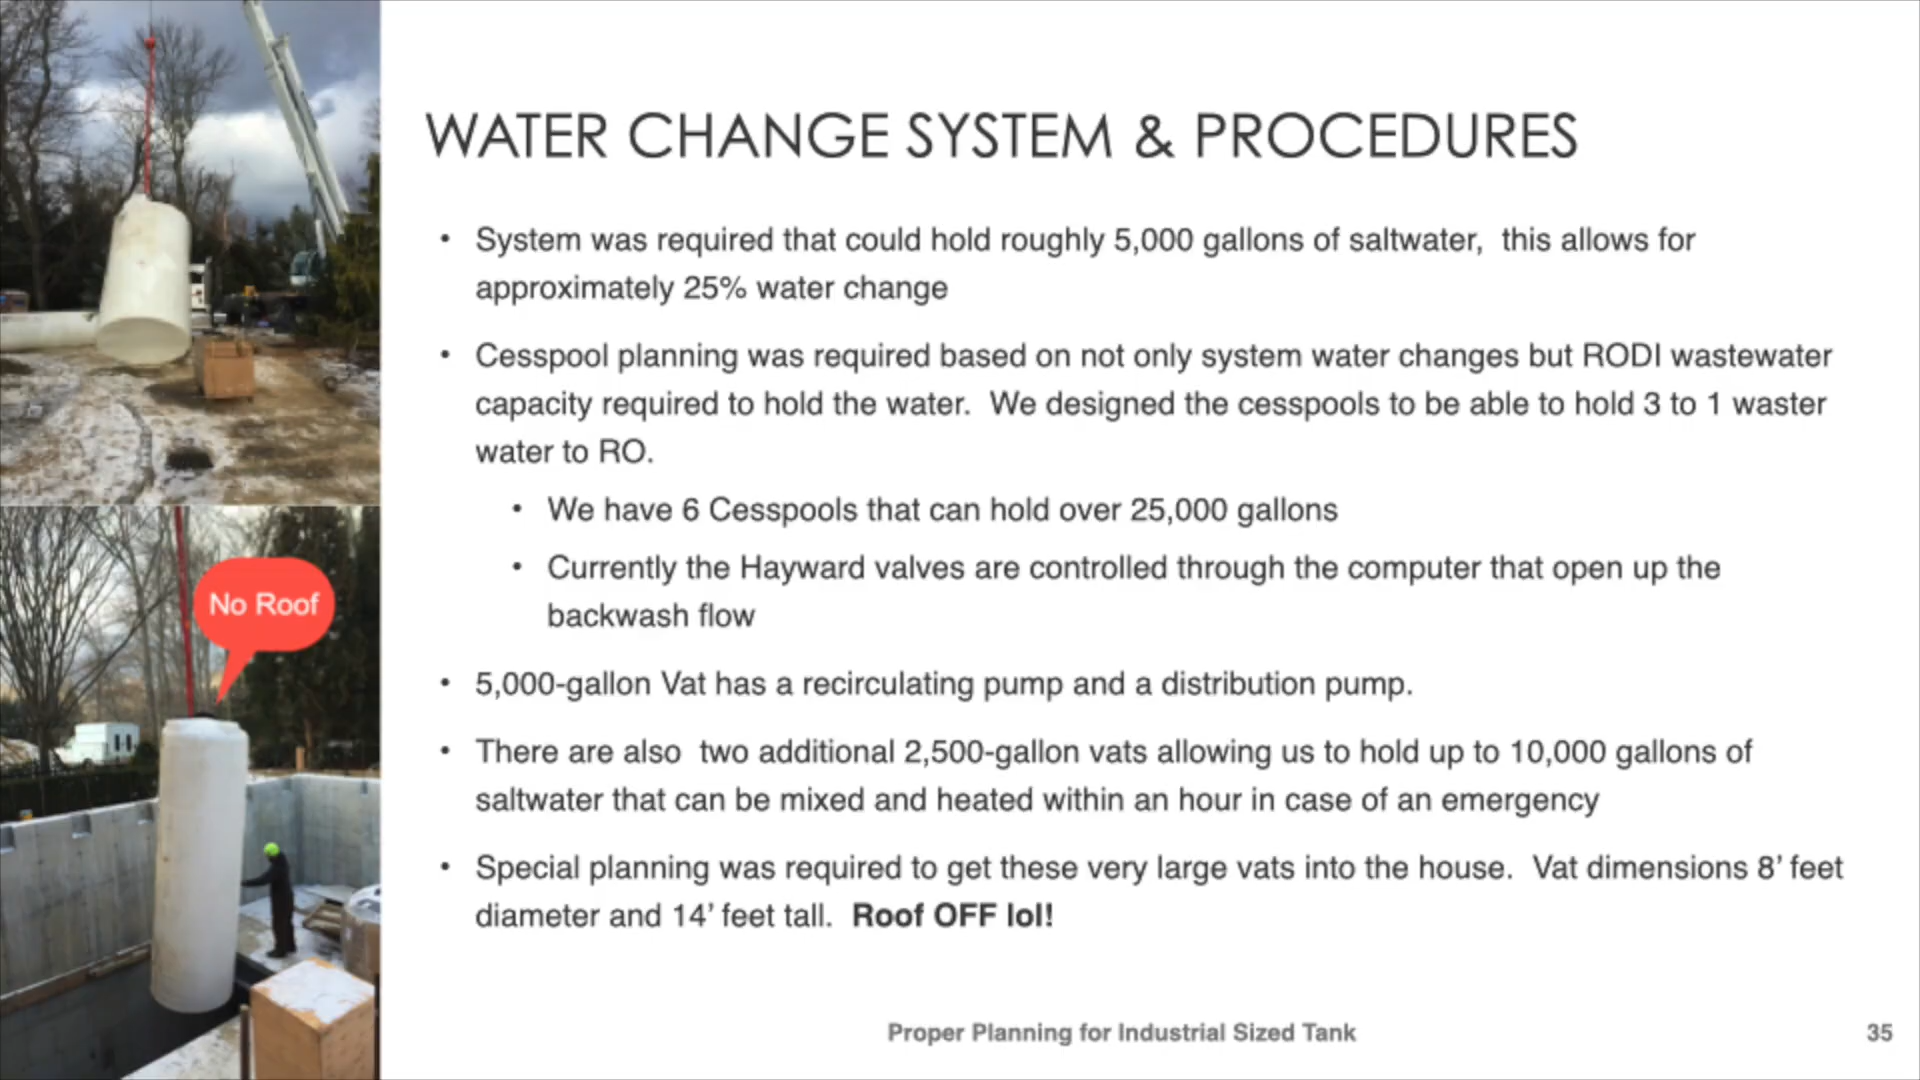 WATER CHANGE SYSTEM & PROCEDURES
• System was required that could hold roughly 5,000 gallons of saltwater,  this allows for
approximately 25% water change
• Cesspool planning was required based on not only system water changes but RODI wastewater
capacity required to hold the water.  We designed the cesspools to be able to hold 3 to 1 waster
water to RO.
• We have 6 Cesspools that can hold over 25,000 gallons
• Currently the Hayward valves are controlled through the computer that open up the
backwash flow
No Roof
• 5,000-gallon Vat has a recirculating pump and a distribution pump.
• There are also  two additional 2,500-gallon vats allowing us to hold up to 10,000 gallons of
saltwater that can be mixed and heated within an hour in case of an emergency
• Special planning was required to get these very large vats into the house.  Vat dimensions 8’ feet
diameter and 14’ feet tall.  Roof OFF lol!
Proper Planning for Industrial Sized Tank
35